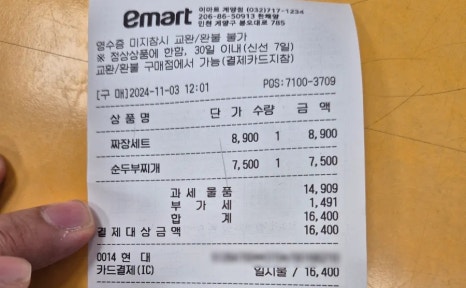 emart 이마트 계양점 (032)717-1234
206-86-50913 한채양
인천 계양구 봉오대로 785
영수증 미지참시 교환/환불 불가
※ 정상상품에 한함, 30일 이내(신선 7일)
교환/환불 구매점에서 가능(결제카드지참)
[구 매]2024-11-03 12:01 POS:7100-3709
상 품 명 단 가 수량 금 액
짜장세트 8,900 1 8,900
순두부찌개 7,500 1 7,500
과 세 물 품 14,909
부 가 세 1,491
합 계 16,400
결 제 대 상 금 액 16,400
0014 현 대
카드결제(IC) 일시불 / 16,400